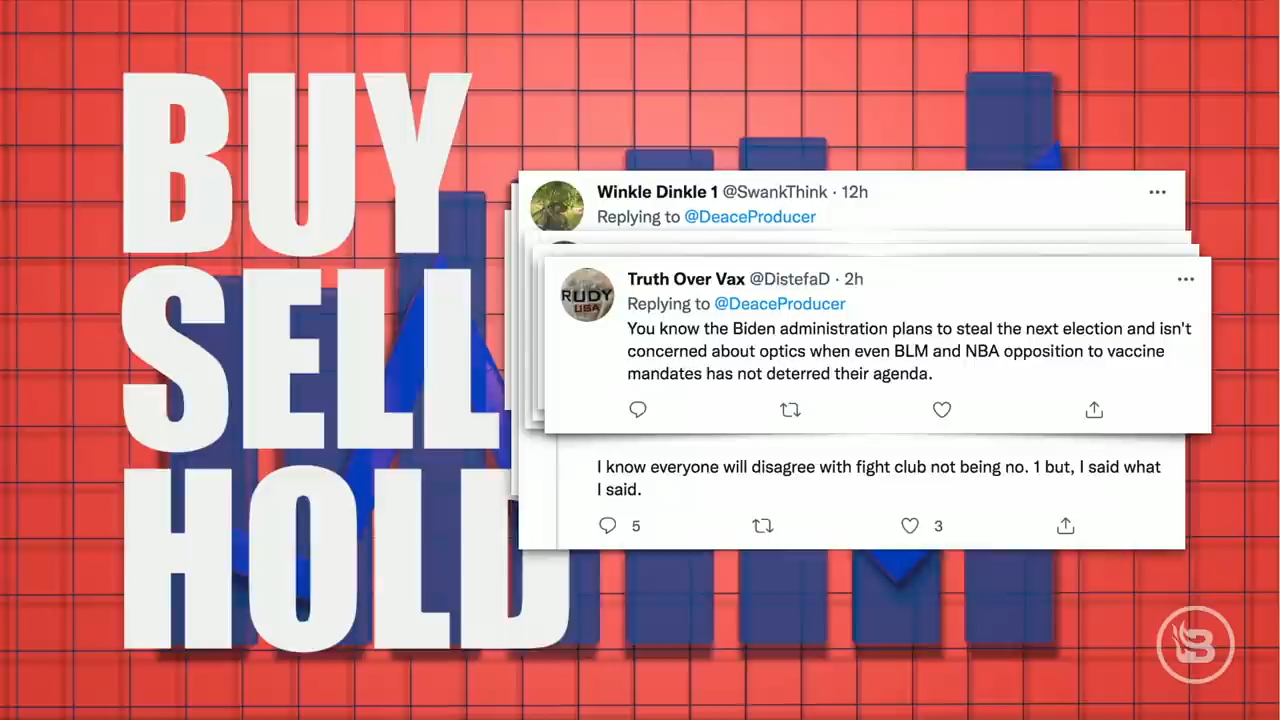 BUY
SELL
HOLD
Winkle Dinkle 1 @SwankThink · 12h
Replying to @DeaceProducer
Truth Over Vax @DistefaD · 2h
Replying to @DeaceProducer
You know the Biden administration plans to steal the next election and isn't
concerned about optics when even BLM and NBA opposition to vaccine
mandates has not deterred their agenda.
I know everyone will disagree with fight club not being no. 1 but, I said what
I said.
5
3
RUDY
USA
B